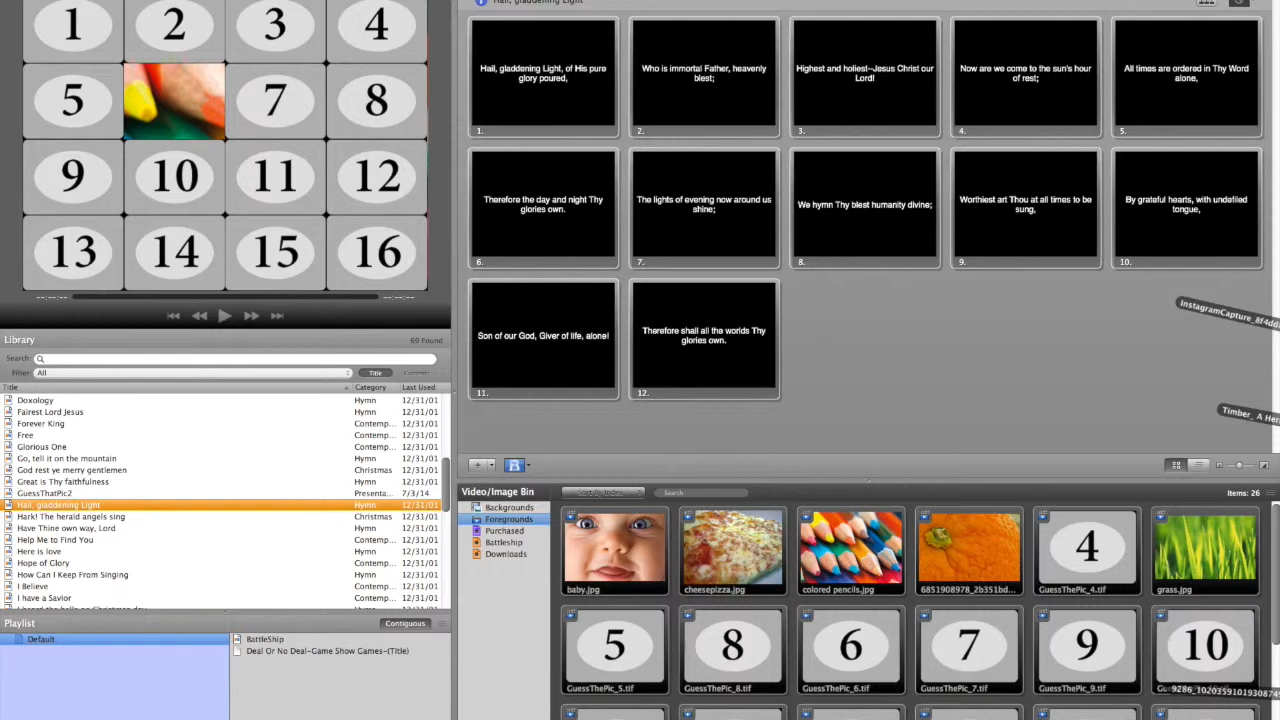 Hail, gladdening Light
1 2 3 4
5 7 8
9 10 11 12
13 14 15 16
--:--:-- --:--:--
Hail, gladdening Light, of His pure
glory poured,
1.
Who is immortal Father, heavenly
blest;
2.
Highest and holiest--Jesus Christ our
Lord!
3.
Now are we come to the sun's hour
of rest;
4.
All times are ordered in Thy Word
alone,
5.
Therefore the day and night Thy
glories own.
6.
The lights of evening now around us
shine;
7.
We hymn Thy blest humanity divine;
8.
Worthiest art Thou at all times to be
sung,
9.
By grateful hearts, with undefiled
tongue,
10.
Son of our God, Giver of life, alone!
11.
Therefore shall all the worlds Thy
glories own.
12.
InstagramCapture_8f4dd
Timber_ A Her
Library 69 Found
Search:
Filter: All Title
Title Category Last Used
Doxology Hymn 12/31/01
Fairest Lord Jesus Hymn 12/31/01
Forever King Contemp... 12/31/01
Free Contemp... 12/31/01
Glorious One Contemp... 12/31/01
Go, tell it on the mountain Hymn 12/31/01
God rest ye merry gentlemen Christmas 12/31/01
Great is Thy faithfulness Hymn 12/31/01
GuessThatPic2 Presenta... 7/3/14
Hail, gladdening Light Hymn 12/31/01
Hark! The herald angels sing Christmas 12/31/01
Have Thine own way, Lord Hymn 12/31/01
Help Me to Find You Contemp... 12/31/01
Here is love Hymn 12/31/01
Hope of Glory Contemp... 12/31/01
How Can I Keep From Singing Contemp... 12/31/01
I Believe Contemp... 12/31/01
I have a Savior Contemp... 12/31/01
I heard the bells on Christmas day
Playlist Contiguous
Default
BattleShip
Deal Or No Deal-Game Show Games-(Title)
Video/Image Bin Search Items: 26
Backgrounds
Foregrounds
Purchased
Battleship
Downloads
baby.jpg
cheesepizza.jpg
colored pencils.jpg
6851908978_2b351bd...
4
GuessThePic_4.tif
grass.jpg
5
GuessThePic_5.tif
8
GuessThePic_8.tif
6
GuessThePic_6.tif
7
GuessThePic_7.tif
9
GuessThePic_9.tif
10
9286_1020359101930874